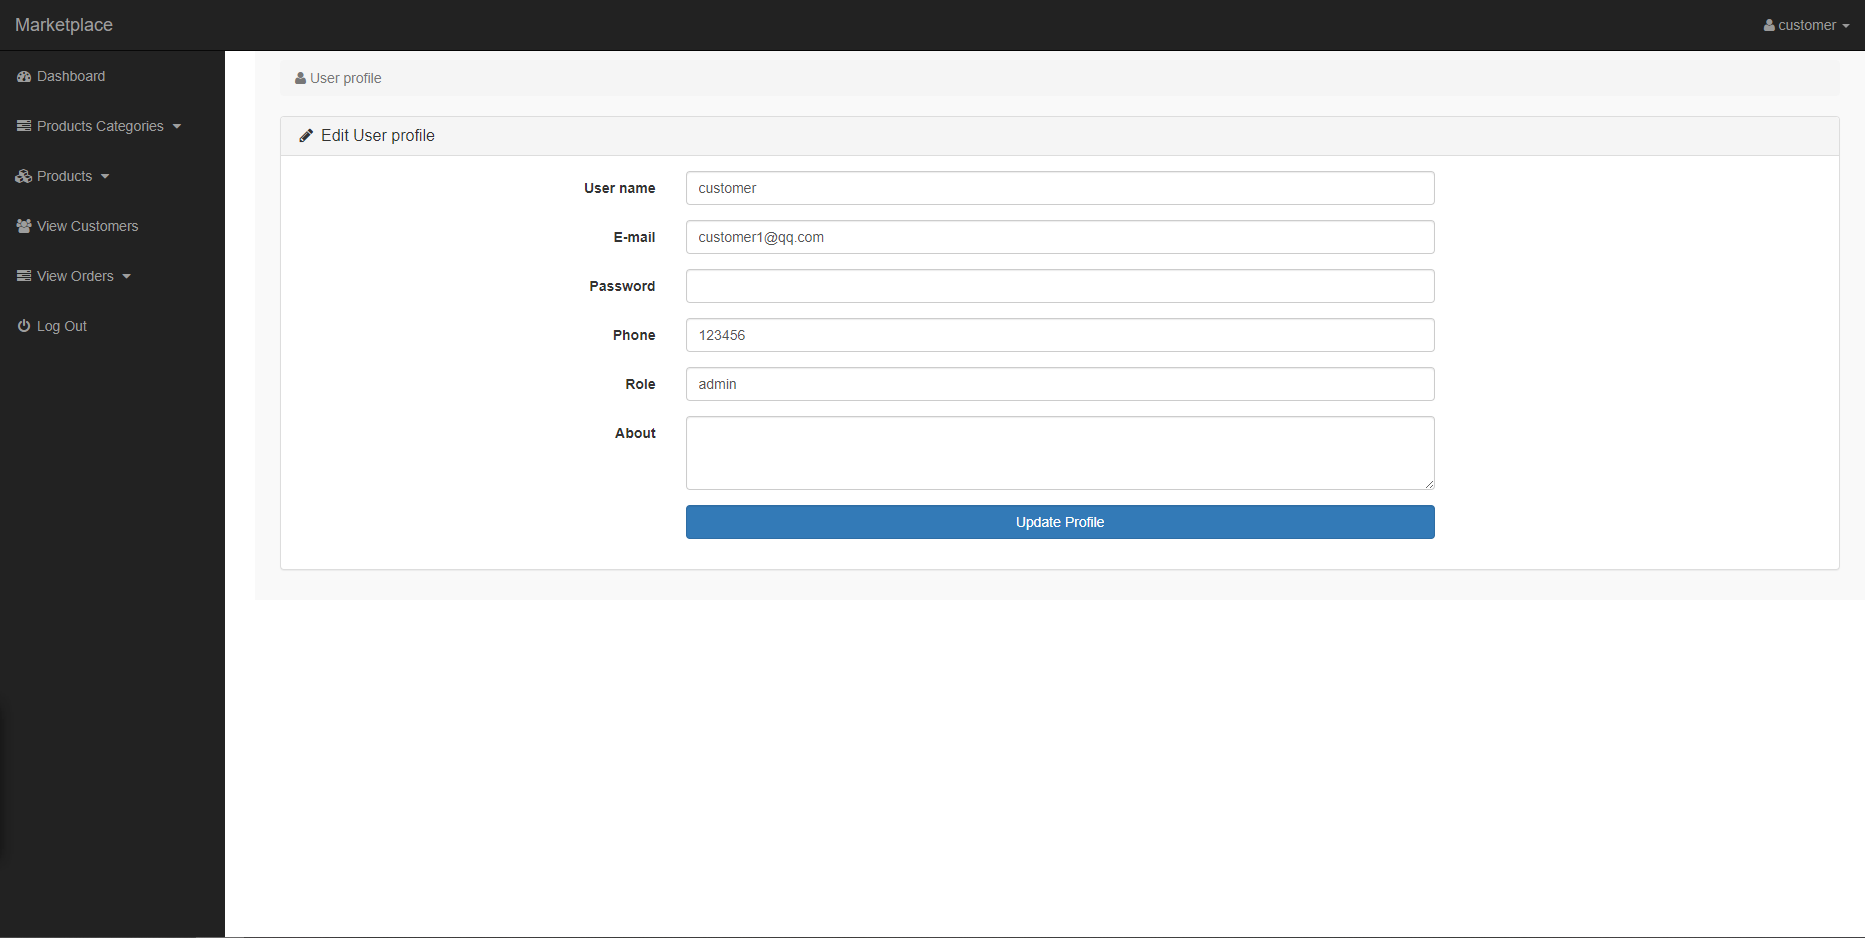 Marketplace
customer
Dashboard
Products Categories
Products
View Customers
View Orders
Log Out
User profile
Edit User profile
User name
customer
E-mail
customer1@qq.com
Password
Phone
123456
Role
admin
About
Update Profile